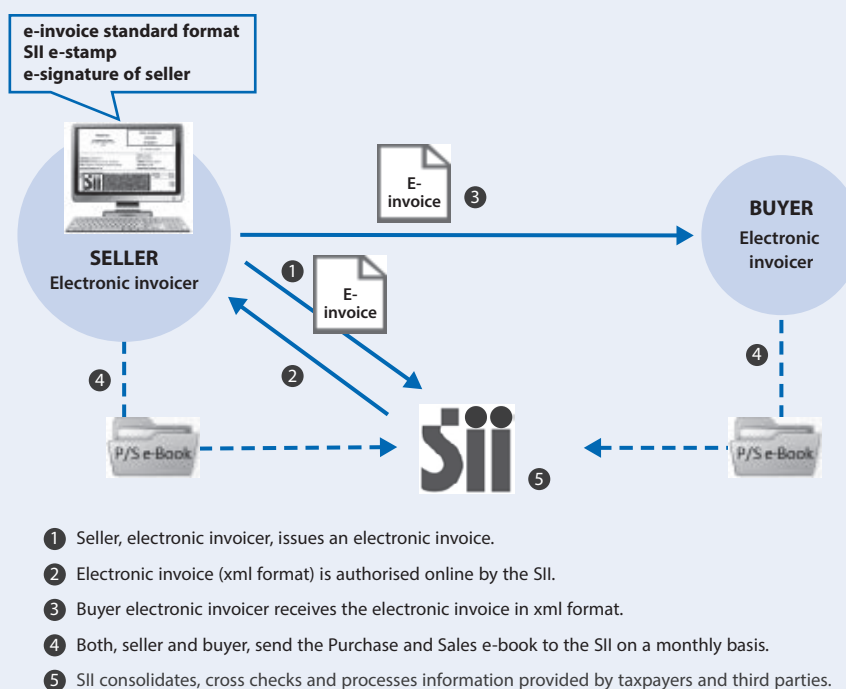 e-invoice standard format
SII e-stamp
e-signature of seller
Sii
E-
invoice
3
SELLER
Electronic invoicer
BUYER
Electronic
invoicer
1
E-
invoice
2
4
4
P/S e-Book
Sii
5
P/S e-Book
1 Seller, electronic invoicer, issues an electronic invoice.
2 Electronic invoice (xml format) is authorised online by the SII.
3 Buyer electronic invoicer receives the electronic invoice in xml format.
4 Both, seller and buyer, send the Purchase and Sales e-book to the SII on a monthly basis.
5 SII consolidates, cross checks and processes information provided by taxpayers and third parties.